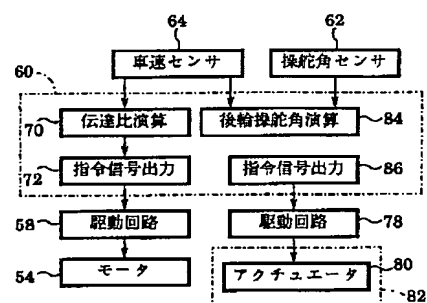 64
62
車速センサ
操舵角センサ
60
70
伝達比演算
後輪操舵角演算
84
72
指令信号出力
指令信号出力
86
58
駆動回路
駆動回路
78
54
モータ
アクチュエータ
80
82